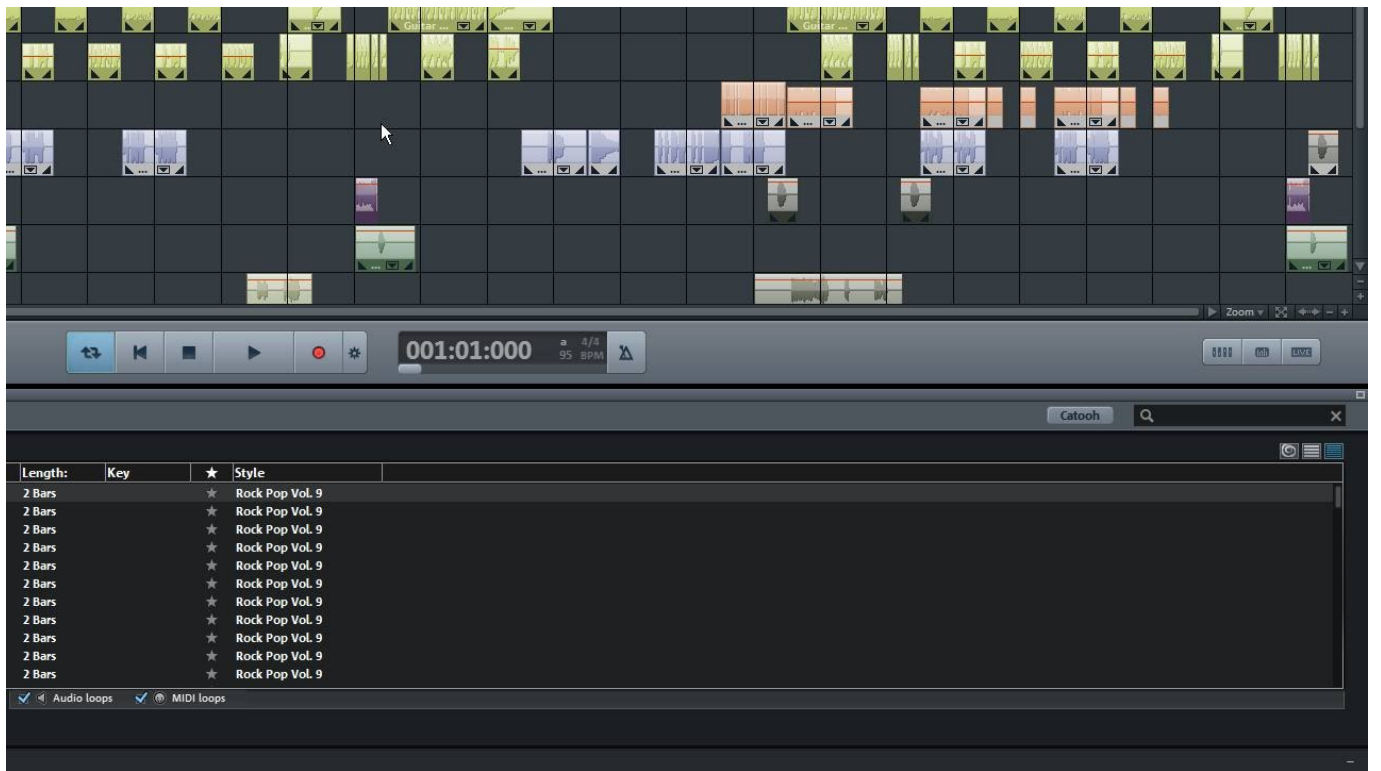 Guitar ... Guitar ...
Zoom
001:01:000 a 4/4
95 BPM
LIVE
Catooh
Length: Key Style
2 Bars Rock Pop Vol. 9
2 Bars Rock Pop Vol. 9
2 Bars Rock Pop Vol. 9
2 Bars Rock Pop Vol. 9
2 Bars Rock Pop Vol. 9
2 Bars Rock Pop Vol. 9
2 Bars Rock Pop Vol. 9
2 Bars Rock Pop Vol. 9
2 Bars Rock Pop Vol. 9
2 Bars Rock Pop Vol. 9
2 Bars Rock Pop Vol. 9
Audio loops MIDI loops